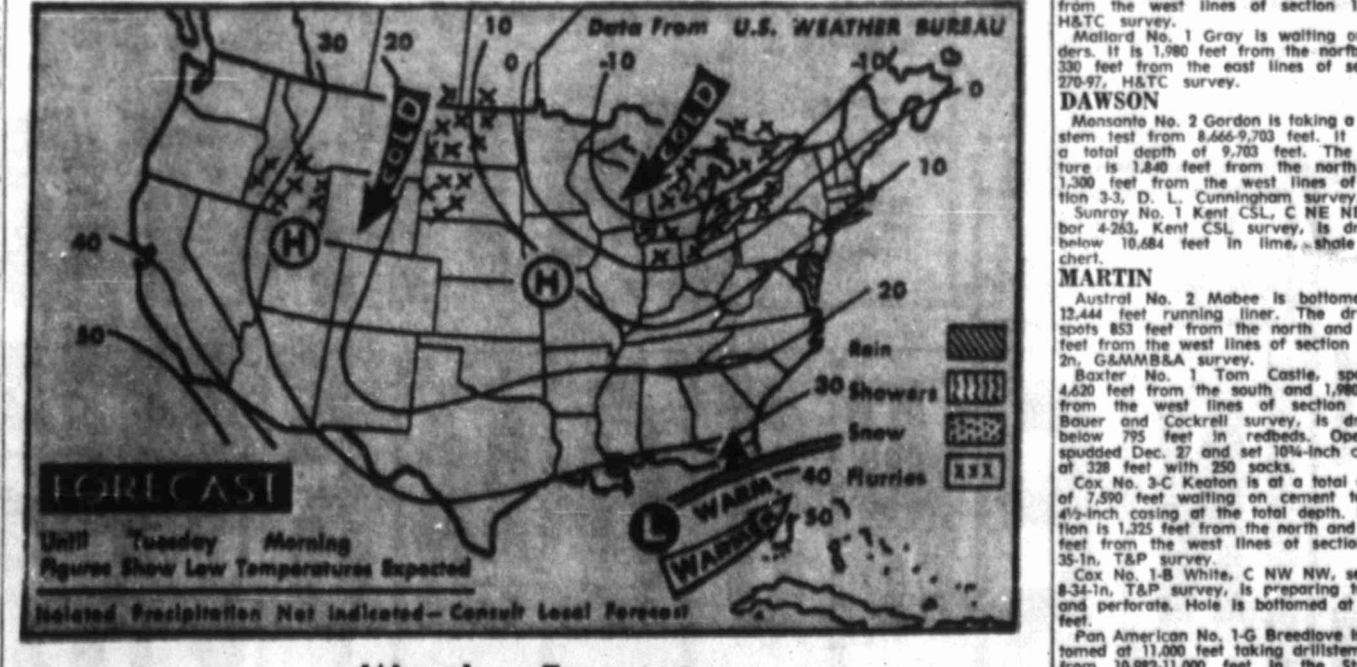 30
20
10
0
-10
Data From U.S. WEATHER BUREAU
-10
0
COLD
COLD
10
H
40
H
20
50
Rain
30
Showers
Snow
40
Flurries
WARM
L
50
WARMER
FORECAST
Until Tuesday Morning
Figures Show Low Temperatures Expected
Isolated Precipitation Not Indicated– Consult Local Forecast
from the west lines of section
H&TC survey.
Mallard No. 1 Gray is waiting
ders. It is 1,980 feet from the north
330 feet from the east lines of
270-97, H&TC survey.
DAWSON
Monsanto No. 2 Gordon is taking a
stem test from 8,666-9,703 feet. It
a total depth of 9,703 feet. The
ture is 1,840 feet from the north
1,300 feet from the west lines of
tion 3-3, D. L. Cunningham survey.
Sunray No. 1 Kent CSL, C NE
bor 4-263, Kent CSL survey, is
below 10,684 feet in lime, shale
chert.
MARTIN
Austral No. 2 Mabee is
12,444 feet running liner. The
spots 853 feet from the north and
feet from the west lines of section
2n, G&MMB&A survey.
Baxter No. 1 Tom Castle,
4,620 feet from the south and 1,980
from the west lines of section
Bauer and Cockrell survey, is
below 795 feet in redbeds.
spudded Dec. 27 and set 10¾-inch
at 328 feet with 250 sacks.
Cox No. 3-C Keaton is at a total
of 7,590 feet waiting on cement
4½-inch casing at the total depth.
tion is 1,325 feet from the north and
feet from the west lines of
35-1n, T&P survey.
Cox No. 1-B White, C NW NW,
8-34-1n, T&P survey, is preparing
and perforate. Hole is bottomed at
feet.
Pan American No. 1-G Breedlove
tomed at 11,000 feet taking